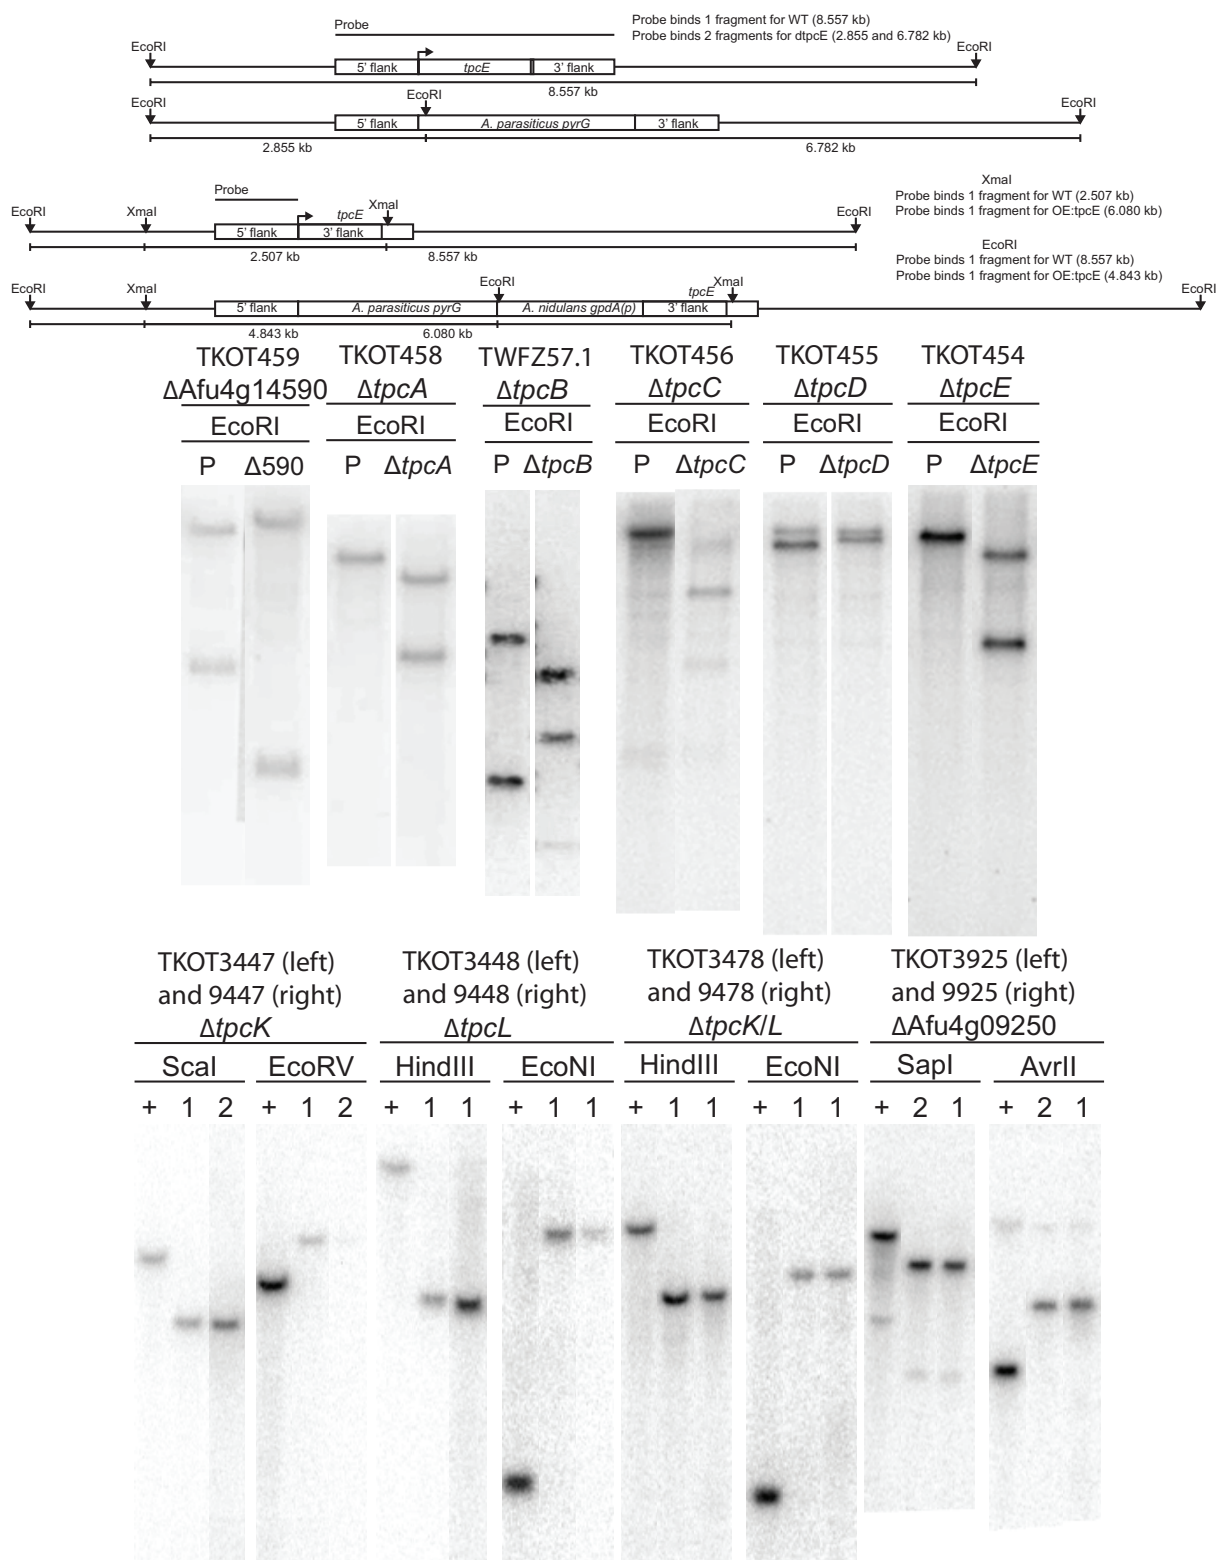 Probe
Probe binds 1 fragment for WT (8.557 kb)
Probe binds 2 fragments for dtpcE (2.855 and 6.782 kb)
EcoRI EcoRI
5' flank tpcE 3' flank
8.557 kb
EcoRI EcoRI EcoRI
5' flank A. parasiticus pyrG 3' flank
2.855 kb 6.782 kb
XmaI
Probe binds 1 fragment for WT (2.507 kb)
Probe binds 1 fragment for OE:tpcE (6.080 kb)
EcoRI
Probe binds 1 fragment for WT (8.557 kb)
Probe binds 1 fragment for OE:tpcE (4.843 kb)
Probe
EcoRI XmaI tpcE XmaI EcoRI
5' flank 3' flank
2.507 kb 8.557 kb
EcoRI XmaI EcoRI tpcE XmaI EcoRI
5' flank A. parasiticus pyrG A. nidulans gpdA(p) 3' flank
4.843 kb 6.080 kb
TKOT459 TKOT458 TWFZ57.1 TKOT456 TKOT455 TKOT454
ΔAfu4g14590 ΔtpcA ΔtpcB ΔtpcC ΔtpcD ΔtpcE
EcoRI EcoRI EcoRI EcoRI EcoRI EcoRI
P Δ590 P ΔtpcA P ΔtpcB P ΔtpcC P ΔtpcD P ΔtpcE
TKOT3447 (left) TKOT3448 (left) TKOT3478 (left) TKOT3925 (left)
and 9447 (right) and 9448 (right) and 9478 (right) and 9925 (right)
ΔtpcK ΔtpcL ΔtpcK/L ΔAfu4g09250
ScaI EcoRV HindIII EcoNI HindIII EcoNI SapI AvrII
+ 1 2 + 1 2 + 1 1 + 1 1 + 1 1 + 1 1 + 2 1 + 2 1